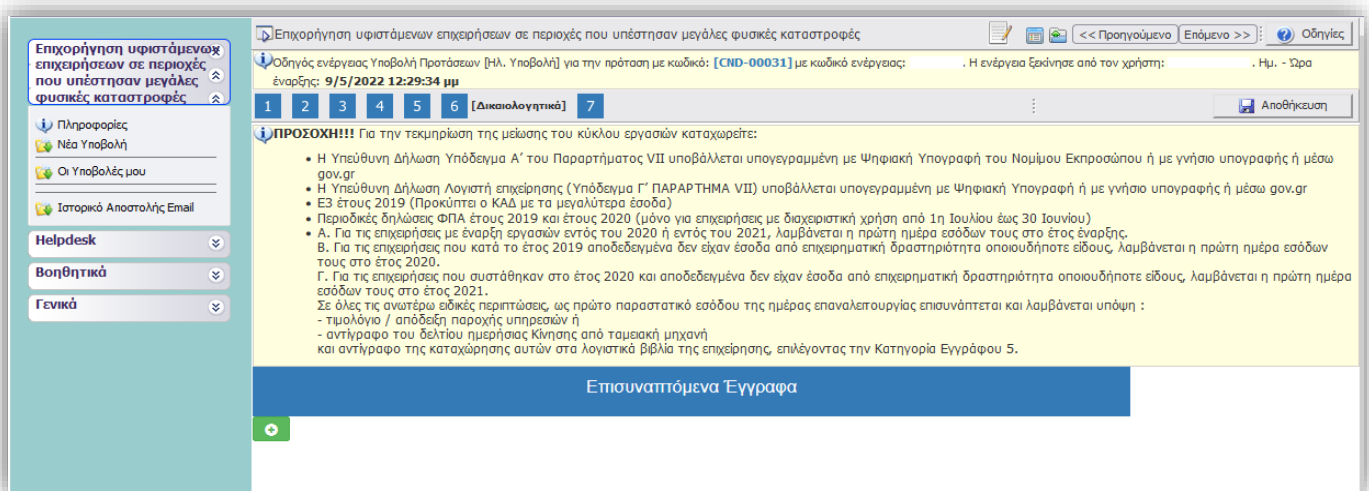 Επιχορήγηση υφιστάμενων
επιχειρήσεων σε περιοχές
που υπέστησαν μεγάλες
φυσικές καταστροφές
Πληροφορίες
Νέα Υποβολή
Οι Υποβολές μου
Ιστορικό Αποστολής Email
Helpdesk
Βοηθητικά
Γενικά
Επιχορήγηση υφιστάμενων επιχειρήσεων σε περιοχές που υπέστησαν μεγάλες φυσικές καταστροφές
<< Προηγούμενο Επόμενο >> Οδηγίες
Οδηγός ενέργειας Υποβολή Προτάσεων [Ηλ. Υποβολή] για την πρόταση με κωδικό: [CND-00031] με κωδικό ενέργειας: . Η ενέργεια ξεκίνησε από τον χρήστη: . Ημ. - Ώρα
έναρξης: 9/5/2022 12:29:34 μμ
1 2 3 4 5 6 [Δικαιολογητικά] 7 Αποθήκευση
ΠΡΟΣΟΧΗ!!! Για την τεκμηρίωση της μείωσης του κύκλου εργασιών καταχωρείτε:
• Η Υπεύθυνη Δήλωση Υπόδειγμα Α΄ του Παραρτήματος VII υποβάλλεται υπογεγραμμένη με Ψηφιακή Υπογραφή του Νομίμου Εκπροσώπου ή με γνήσιο υπογραφής ή μέσω
gov.gr
• Η Υπεύθυνη Δήλωση Λογιστή επιχείρησης (Υπόδειγμα Γ΄ ΠΑΡΑΡΤΗΜΑ VII) υποβάλλεται υπογεγραμμένη με Ψηφιακή Υπογραφή ή με γνήσιο υπογραφής ή μέσω gov.gr
• Ε3 έτους 2019 (Προκύπτει ο ΚΑΔ με τα μεγαλύτερα έσοδα)
• Περιοδικές δηλώσεις ΦΠΑ έτους 2019 και έτους 2020 (μόνο για επιχειρήσεις με διαχειριστική χρήση από 1η Ιουλίου έως 30 Ιουνίου)
• Α. Για τις επιχειρήσεις με έναρξη εργασιών εντός του 2020 ή εντός του 2021, λαμβάνεται η πρώτη ημέρα εσόδων τους στο έτος έναρξης.
Β. Για τις επιχειρήσεις που κατά το έτος 2019 αποδεδειγμένα δεν είχαν έσοδα από επιχειρηματική δραστηριότητα οποιουδήποτε είδους, λαμβάνεται η πρώτη ημέρα εσόδων
τους στο έτος 2020.
Γ. Για τις επιχειρήσεις που συστάθηκαν στο έτος 2020 και αποδεδειγμένα δεν είχαν έσοδα από επιχειρηματική δραστηριότητα οποιουδήποτε είδους, λαμβάνεται η πρώτη ημέρα
εσόδων τους στο έτος 2021.
Σε όλες τις ανωτέρω ειδικές περιπτώσεις, ως πρώτο παραστατικό εσόδου της ημέρας επαναλειτουργίας επισυνάπτεται και λαμβάνεται υπόψη :
- τιμολόγιο / απόδειξη παροχής υπηρεσιών ή
- αντίγραφο του δελτίου ημερήσιας Κίνησης από ταμειακή μηχανή
και αντίγραφο της καταχώρησης αυτών στα λογιστικά βιβλία της επιχείρησης, επιλέγοντας την Κατηγορία Εγγράφου 5.
Επισυναπτόμενα Έγγραφα